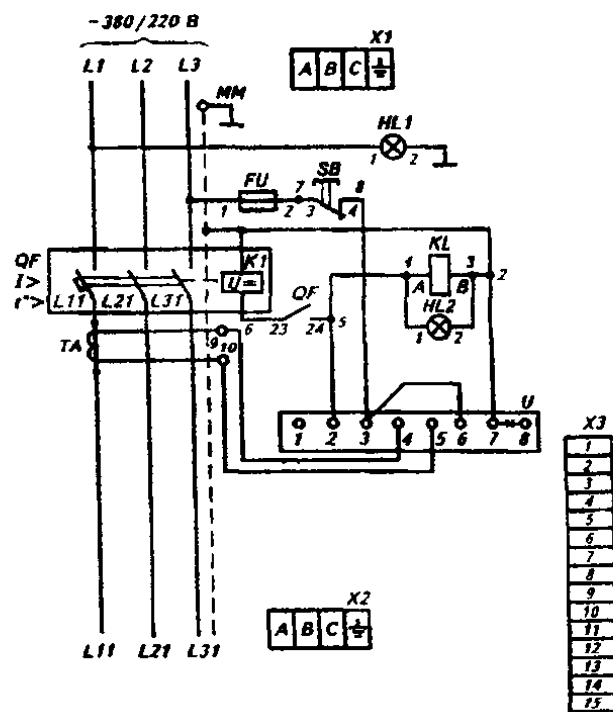 ~380/220 В
L1 L2 L3
X1
A B C
MM
HL1
1 2
FU
SB
1 2 7 3 4 8
QF
I>
t°>
L11 L21 L31
K1
U=
QF
6 23 24 5
4 KL 3
A B
2
HL2
1 2
TA
9
10
U
1 2 3 4 5 6 7 8
X3
1
2
3
4
5
6
7
8
9
10
11
12
13
14
15
X2
A B C
L11 L21 L31